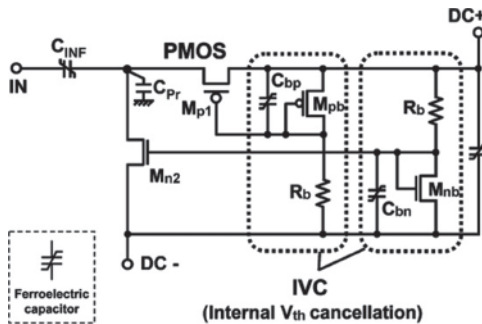 DC+
C_INF
PMOS
IN
C_Pr
M_p1
C_bp
M_pb
R_b
M_n2
R_b
C_bn
M_nb
DC -
Ferroelectric
capacitor
IVC
(Internal V_th cancellation)